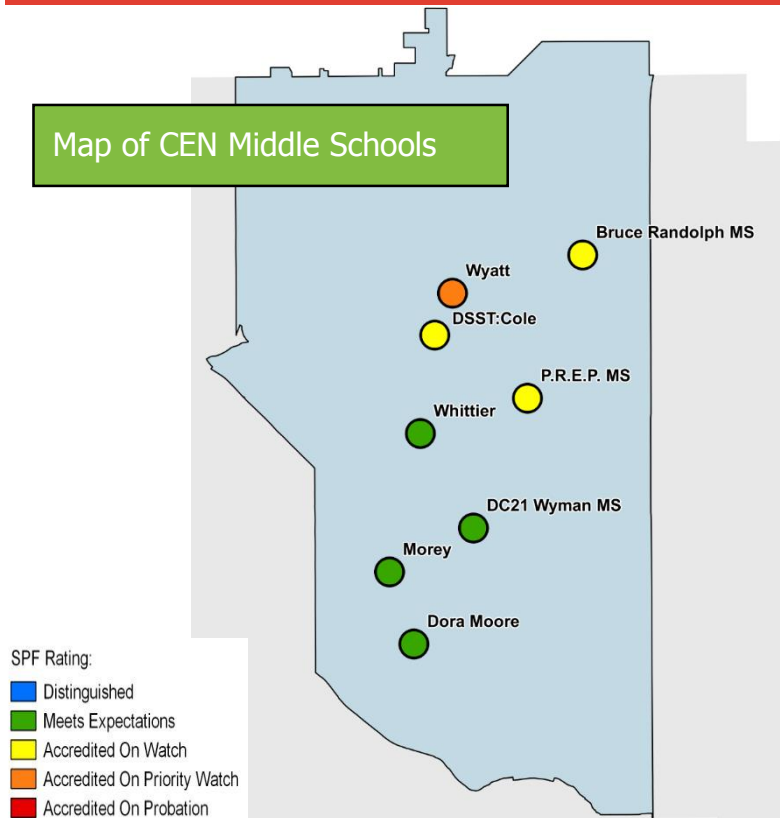 Map of CEN Middle Schools
Bruce Randolph MS
Wyatt
DSST:Cole
P.R.E.P. MS
Whittier
DC21 Wyman MS
Morey
Dora Moore
SPF Rating:
Distinguished
Meets Expectations
Accredited On Watch
Accredited On Priority Watch
Accredited On Probation